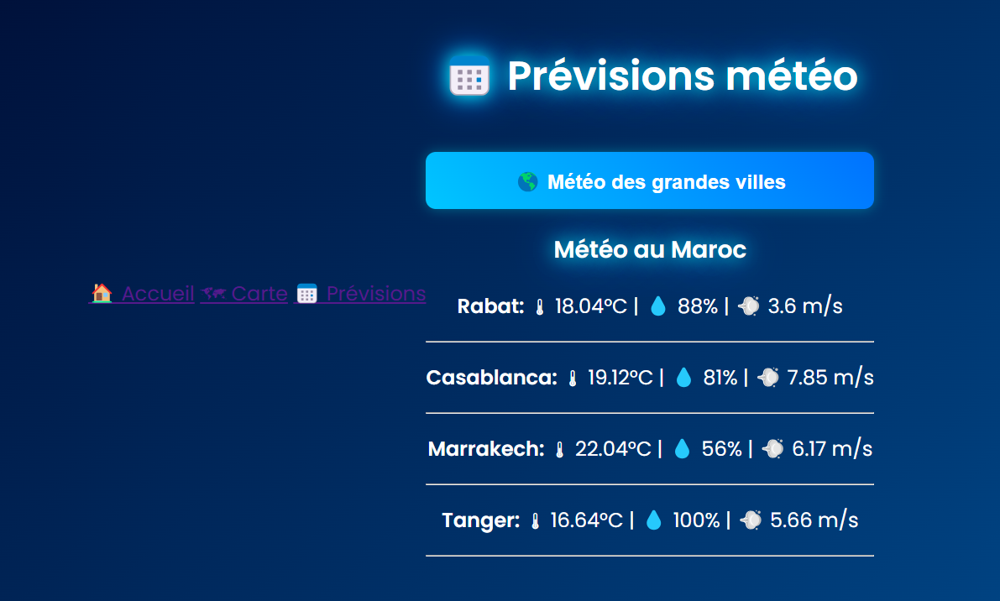 Prévisions météo
Météo des grandes villes
Météo au Maroc
Accueil Carte Prévisions
Rabat: 18.04°C | 88% | 3.6 m/s
Casablanca: 19.12°C | 81% | 7.85 m/s
Marrakech: 22.04°C | 56% | 6.17 m/s
Tanger: 16.64°C | 100% | 5.66 m/s